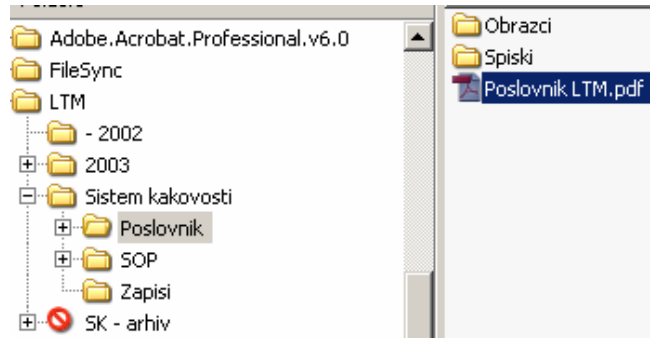 Adobe.Acrobat.Professional.v6.0
FileSync
LTM
- 2002
2003
Sistem kakovosti
Poslovnik
SOP
Zapisi
SK - arhiv
Obrazci
Spiski
Poslovnik LTM.pdf